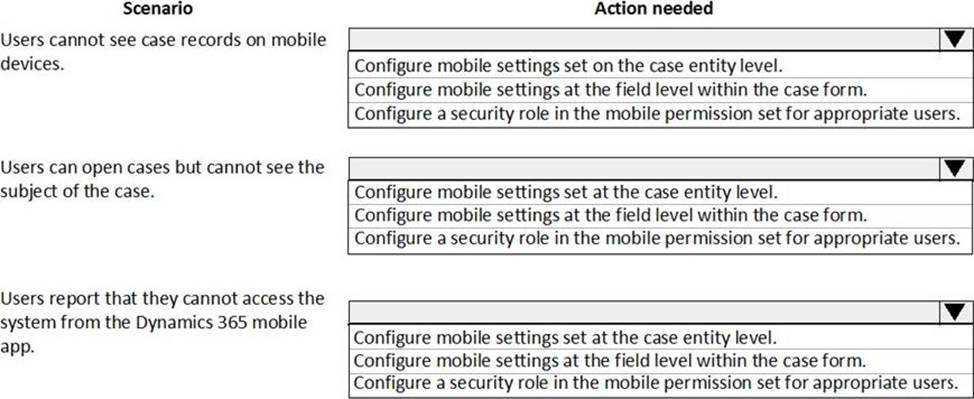 Scenario Action needed
Users cannot see case records on mobile
devices.
Configure mobile settings set on the case entity level.
Configure mobile settings at the field level within the case form.
Configure a security role in the mobile permission set for appropriate users.
Users can open cases but cannot see the
subject of the case.
Configure mobile settings set at the case entity level.
Configure mobile settings at the field level within the case form.
Configure a security role in the mobile permission set for appropriate users.
Users report that they cannot access the
system from the Dynamics 365 mobile
app.
Configure mobile settings set at the case entity level.
Configure mobile settings at the field level within the case form.
Configure a security role in the mobile permission set for appropriate users.